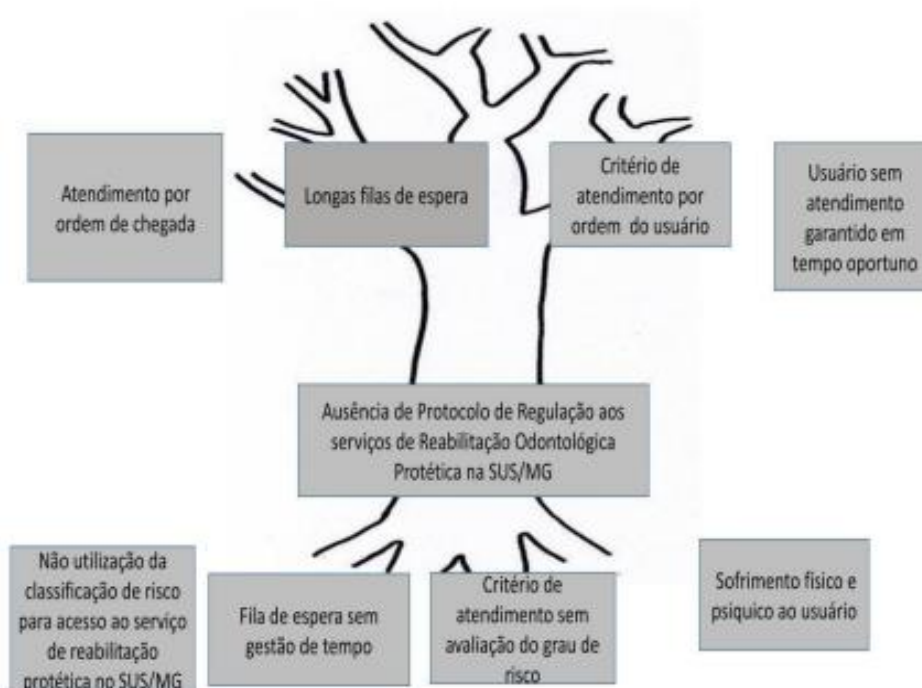 Atendimento por
ordem de chegada
Longas filas de espera
Critério de
atendimento por
ordem do usuário
Usuário sem
atendimento
garantido em
tempo oportuno
Ausência de Protocolo de Regulação aos
serviços de Reabilitação Odontológica
Protética na SUS/MG
Não utilização da
classificação de risco
para acesso ao serviço
de reabilitação
protética no SUS/MG
Fila de espera sem
gestão de tempo
Critério de
atendimento sem
avaliação do grau de
risco
Sofrimento físico e
psiquico ao usuário